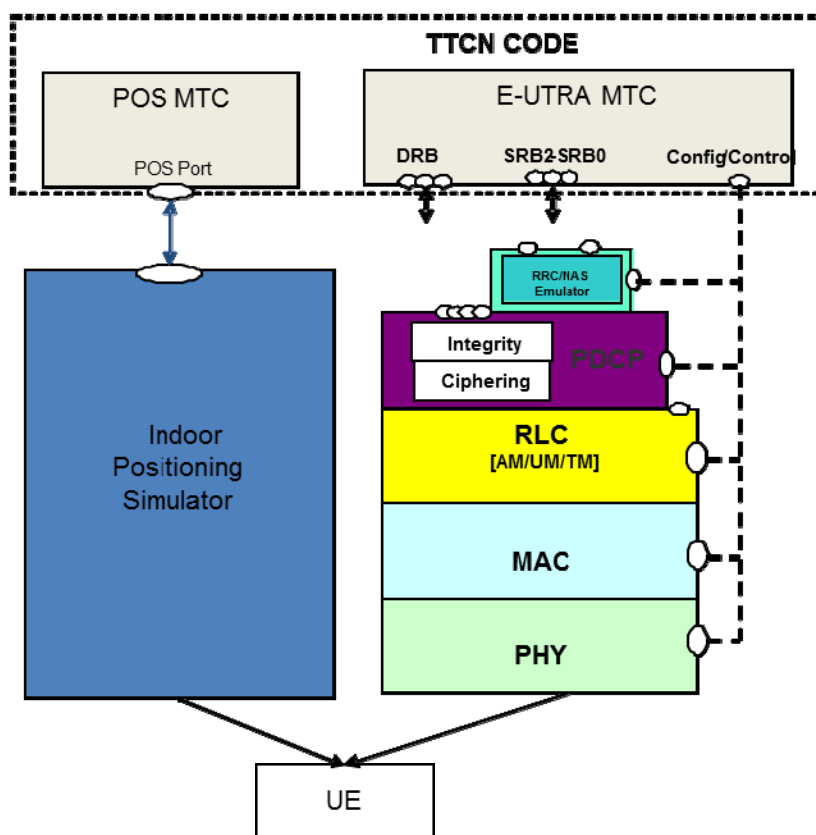 TTCN CODE
POS MTC
E-UTRA MTC
POS Port
DRB
SRB2-SRB0
Config/Control
RRC/NAS
Emulator
Integrity
PDCP
Ciphering
Indoor
Positioning
Simulator
RLC
[AM/UM/TM]
MAC
PHY
UE